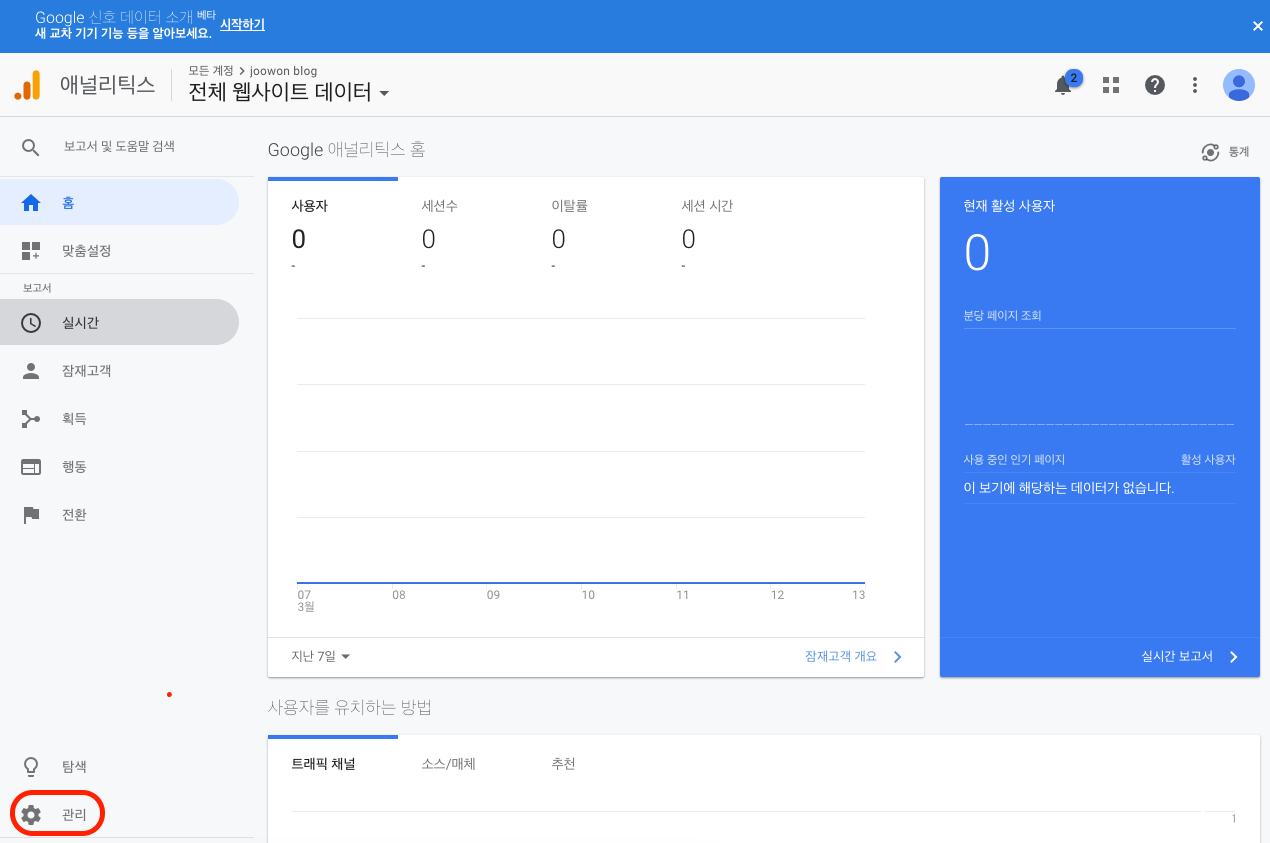 Google 신호 데이터 소개 베타
새 교차 기기 기능 등을 알아보세요. 시작하기
애널리틱스
모든 계정 > joowon blog
전체 웹사이트 데이터
2
보고서 및 도움말 검색
홈
맞춤설정
보고서
실시간
잠재고객
획득
행동
전환
탐색
관리
Google 애널리틱스 홈
통계
사용자 세션수 이탈률 세션 시간
0 0 0 0
- - - -
07 08 09 10 11 12 13
3월
지난 7일 잠재고객 개요
현재 활성 사용자
0
분당 페이지 조회
사용 중인 인기 페이지 활성 사용자
이 보기에 해당하는 데이터가 없습니다.
실시간 보고서
사용자를 유치하는 방법
트래픽 채널 소스/매체 추천
1